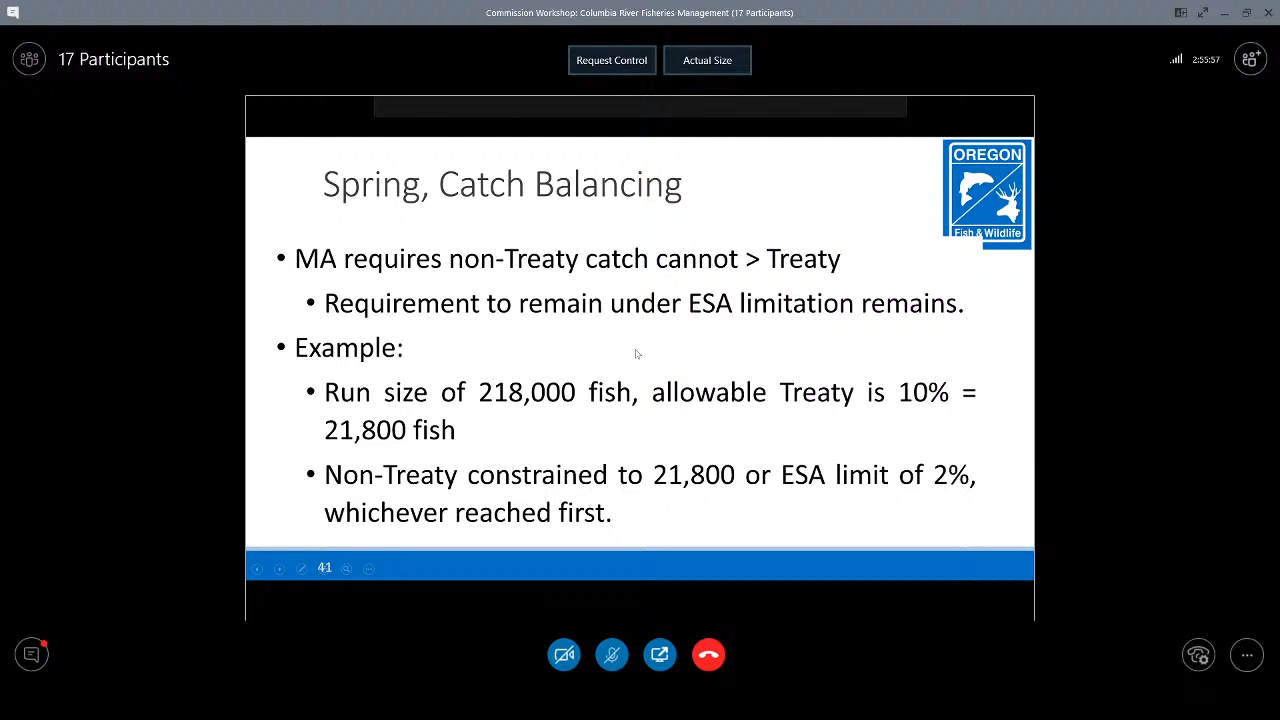 Commission Workshop: Columbia River Fisheries Management (17 Participants)
17 Participants
Request Control
Actual Size
2:55:57
OREGON
Fish & Wildlife
Spring, Catch Balancing
• MA requires non-Treaty catch cannot > Treaty
• Requirement to remain under ESA limitation remains.
• Example:
• Run size of 218,000 fish, allowable Treaty is 10% =
21,800 fish
• Non-Treaty constrained to 21,800 or ESA limit of 2%,
whichever reached first.
41